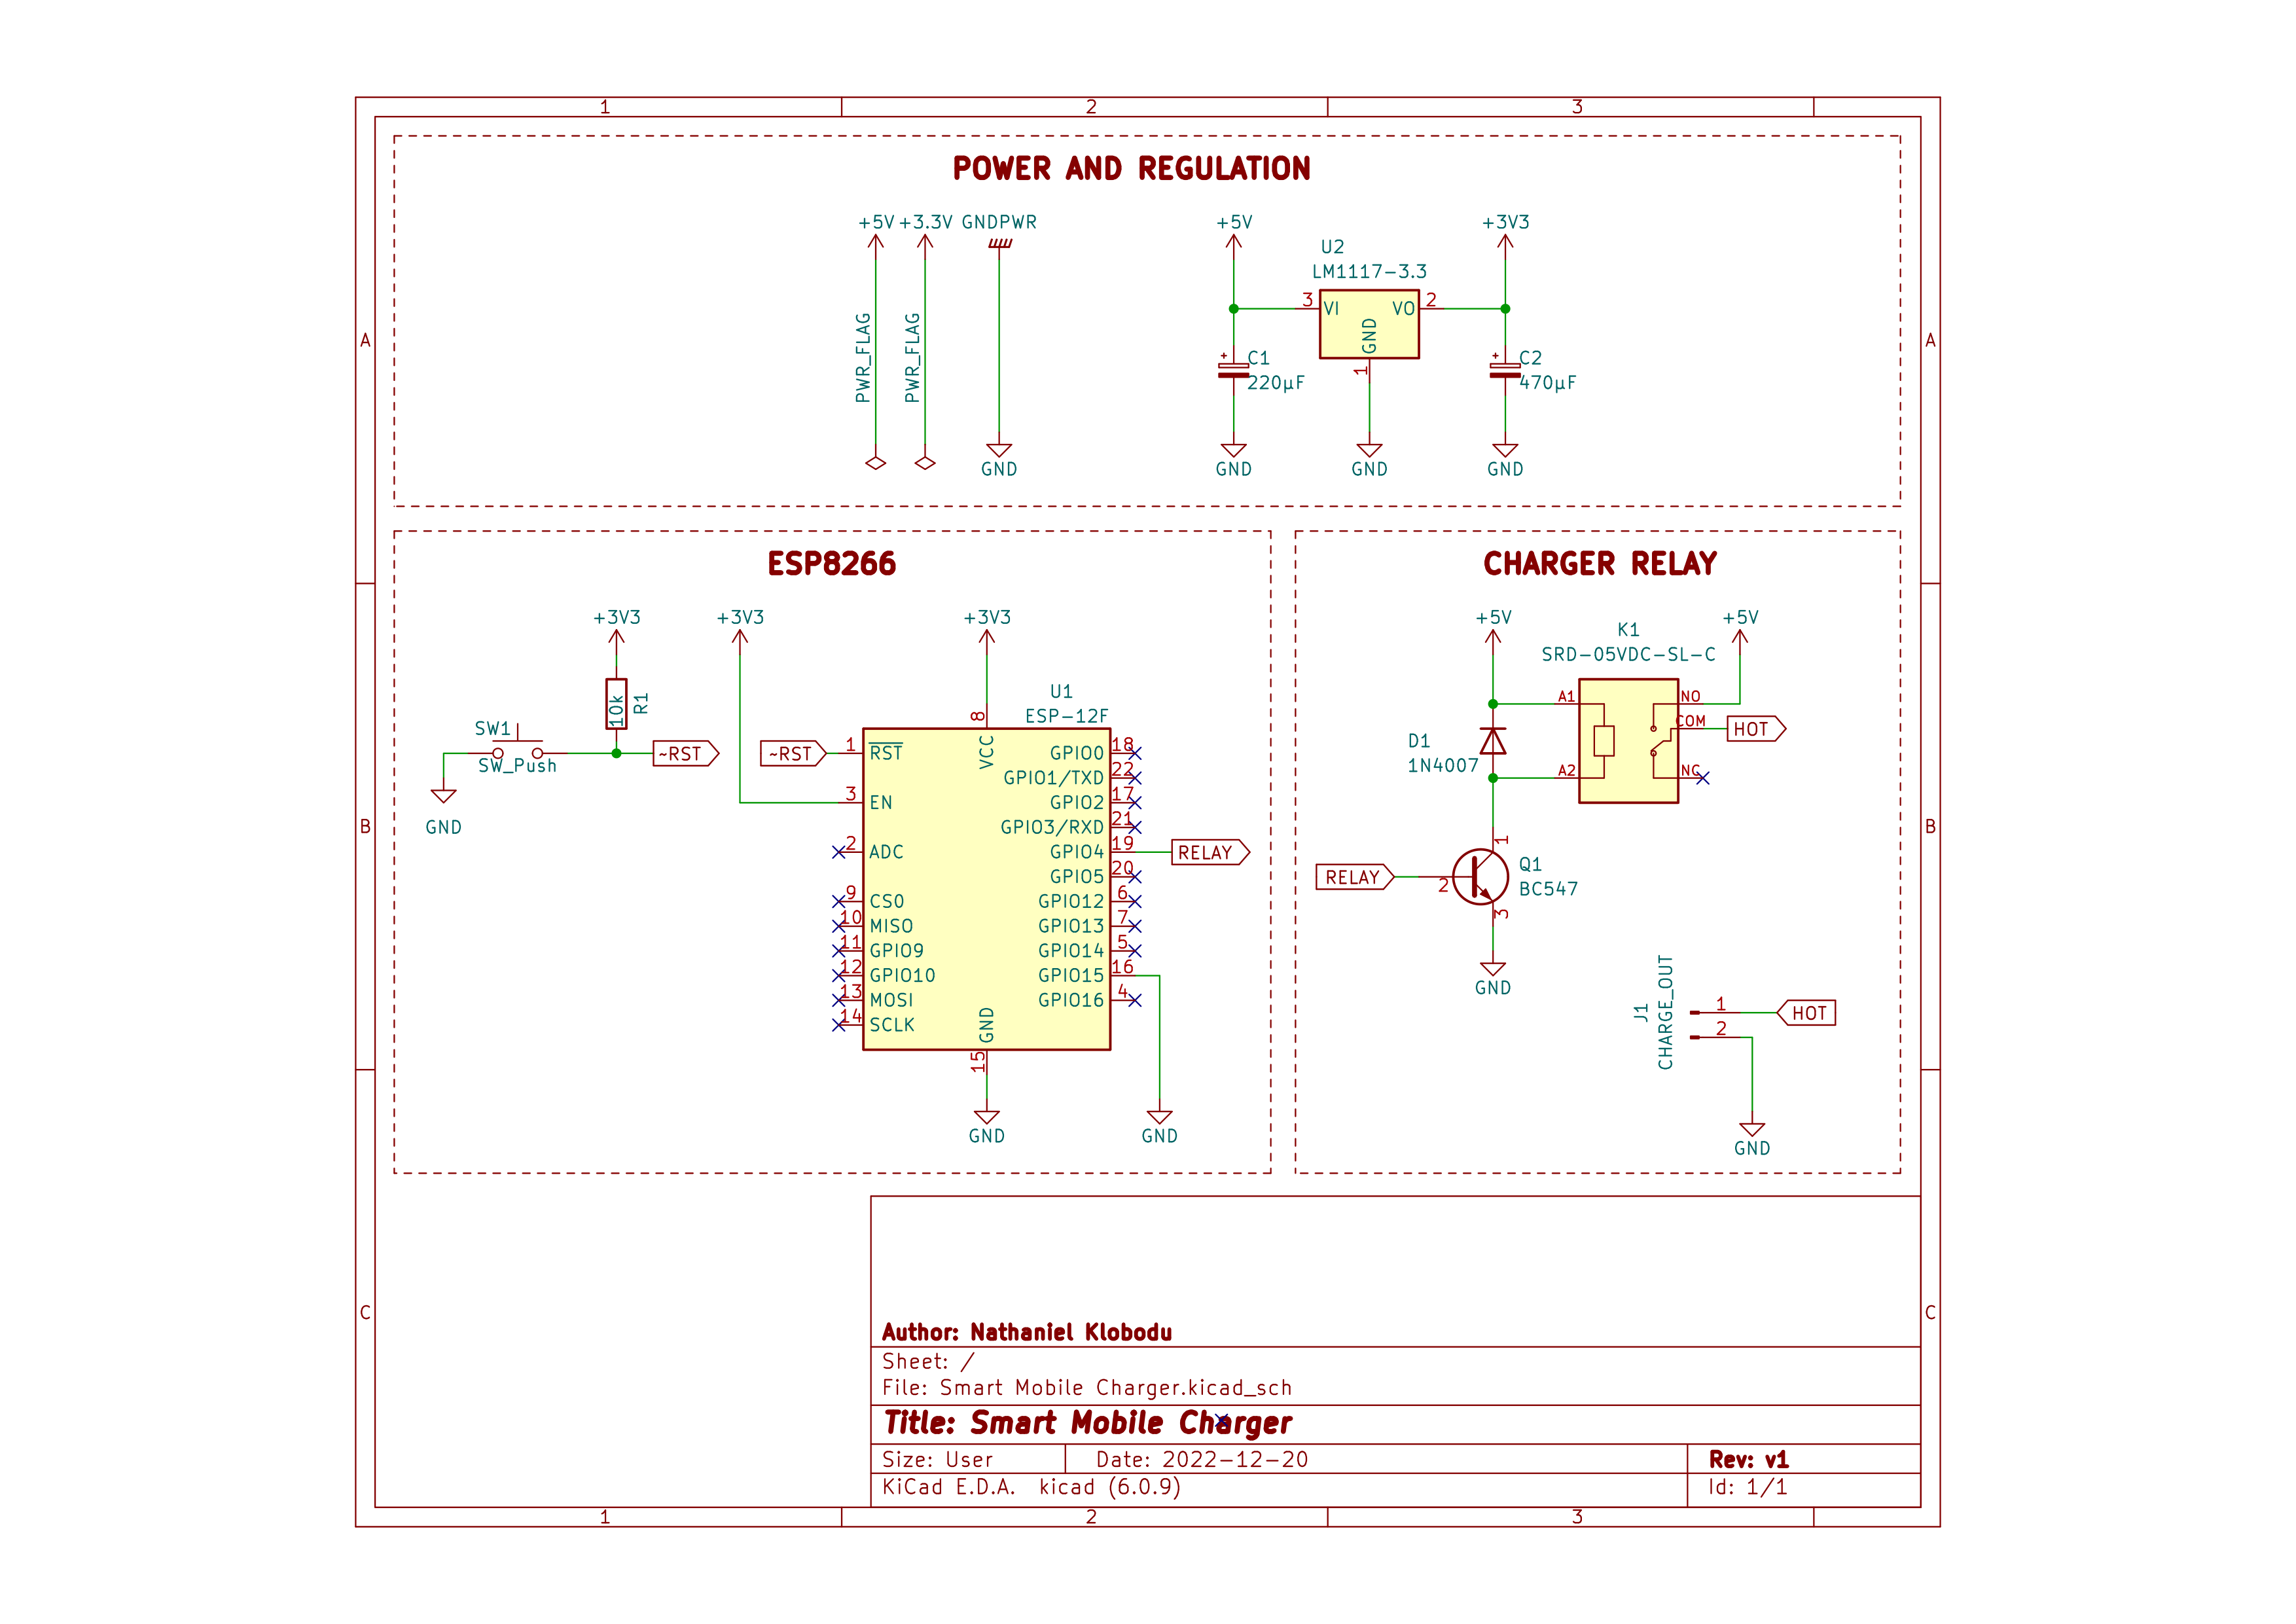 1 2 3
POWER AND REGULATION
+5V +3.3V GNDPWR
PWR_FLAG
PWR_FLAG
GND
+5V
+3V3
U2
LM1117-3.3
3 VI VO 2
GND
1
+
C1
220µF
+
C2
470µF
GND
GND
GND
A
A
ESP8266
+3V3
+3V3
+3V3
10k
R1
SW1
SW_Push
GND
~RST
~RST
U1
ESP-12F
8
VCC
1 RST
3 EN
2 ADC
9 CS0
10 MISO
11 GPIO9
12 GPIO10
13 MOSI
14 SCLK
GPIO0 18
GPIO1/TXD 22
GPIO2 17
GPIO3/RXD 21
GPIO4 19
GPIO5 20
GPIO12 6
GPIO13 7
GPIO14 5
GPIO15 16
GPIO16 4
GND
15
RELAY
GND
GND
CHARGER RELAY
+5V
+5V
K1
SRD-05VDC-SL-C
A1
A2
NO
COM
NC
HOT
D1
1N4007
RELAY
1
2
3
Q1
BC547
GND
J1
CHARGE_OUT
1
2
HOT
GND
B
B
C
C
Author: Nathaniel Klobodu
Sheet: /
File: Smart Mobile Charger.kicad_sch
Title: Smart Mobile Charger
Size: User Date: 2022-12-20 Rev: v1
KiCad E.D.A. kicad (6.0.9) Id: 1/1
1 2 3